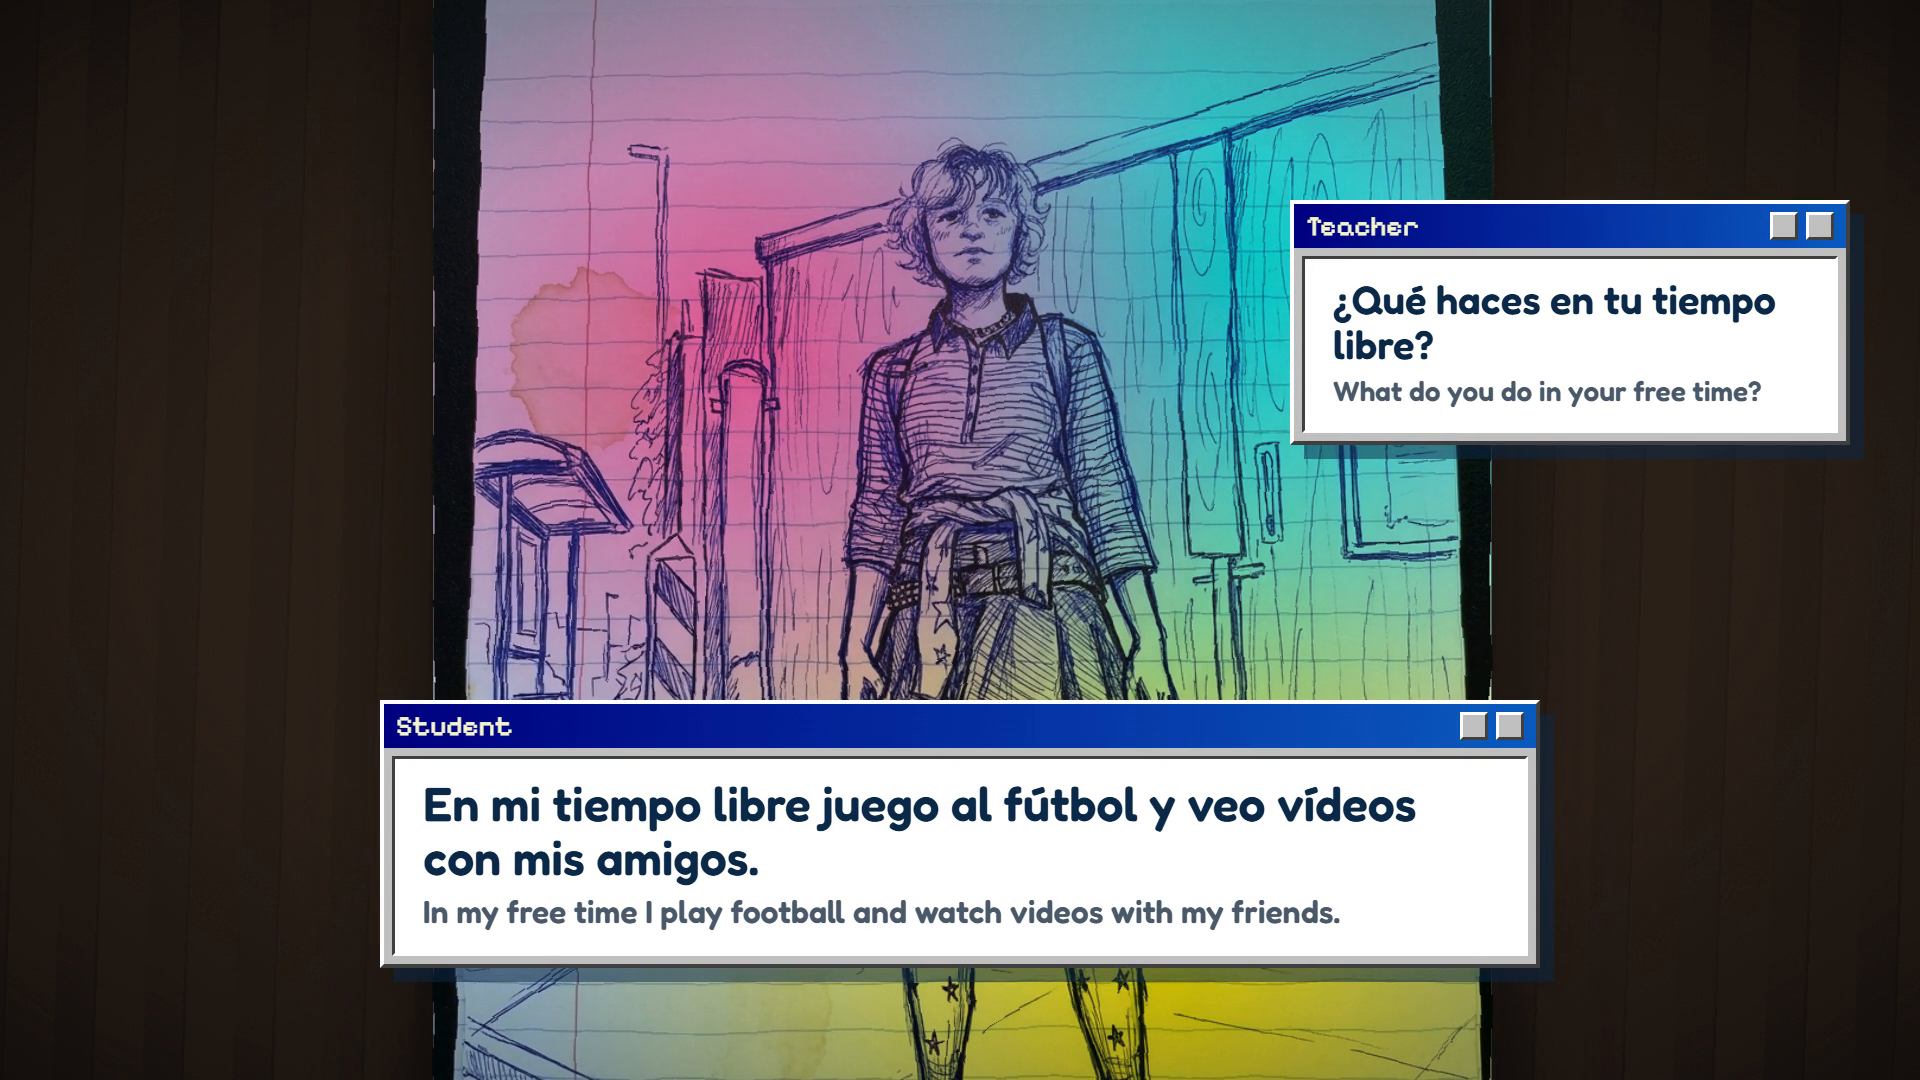 Teacher
¿Qué haces en tu tiempo
libre?
What do you do in your free time?
Student
En mi tiempo libre juego al fútbol y veo vídeos
con mis amigos.
In my free time I play football and watch videos with my friends.